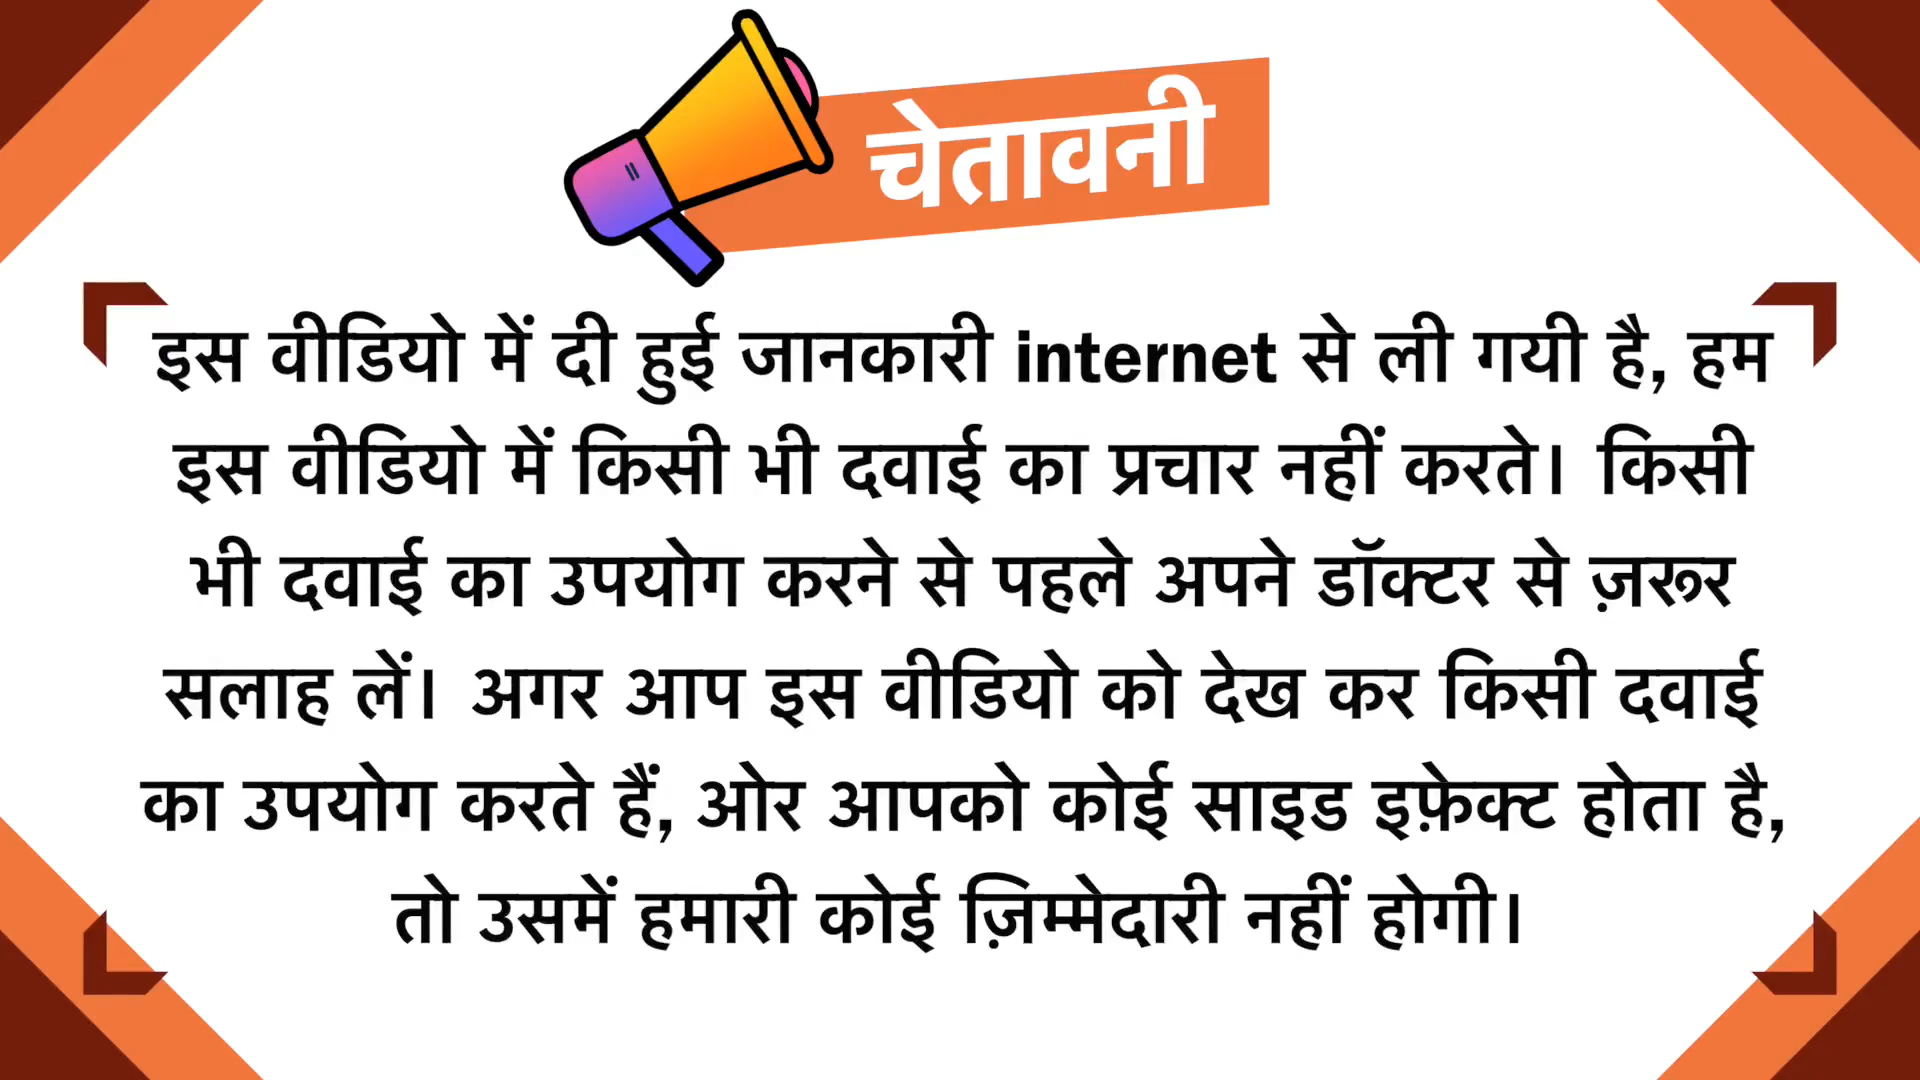 चेतावनी
इस वीडियो में दी हुई जानकारी internet से ली गयी है, हम
इस वीडियो में किसी भी दवाई का प्रचार नहीं करते। किसी
भी दवाई का उपयोग करने से पहले अपने डॉक्टर से ज़रूर
सलाह लें। अगर आप इस वीडियो को देख कर किसी दवाई
का उपयोग करते हैं, ओर आपको कोई साइड इफ़ेक्ट होता है,
तो उसमें हमारी कोई ज़िम्मेदारी नहीं होगी।